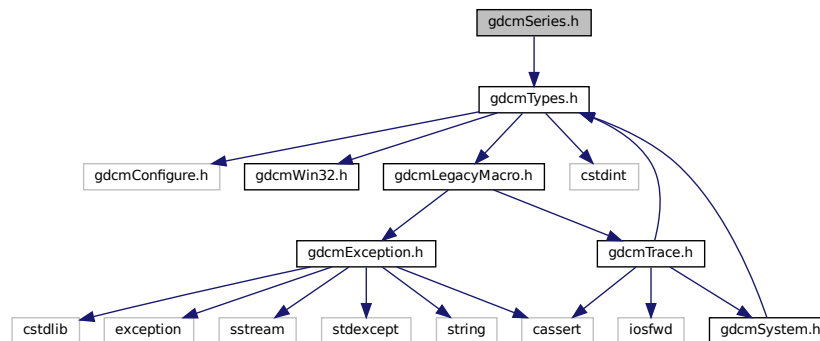 gdcmSeries.h
gdcmTypes.h
gdcmConfigure.h
gdcmWin32.h
gdcmLegacyMacro.h
cstdint
gdcmException.h
gdcmTrace.h
cstdlib
exception
sstream
stdexcept
string
cassert
iosfwd
gdcmSystem.h